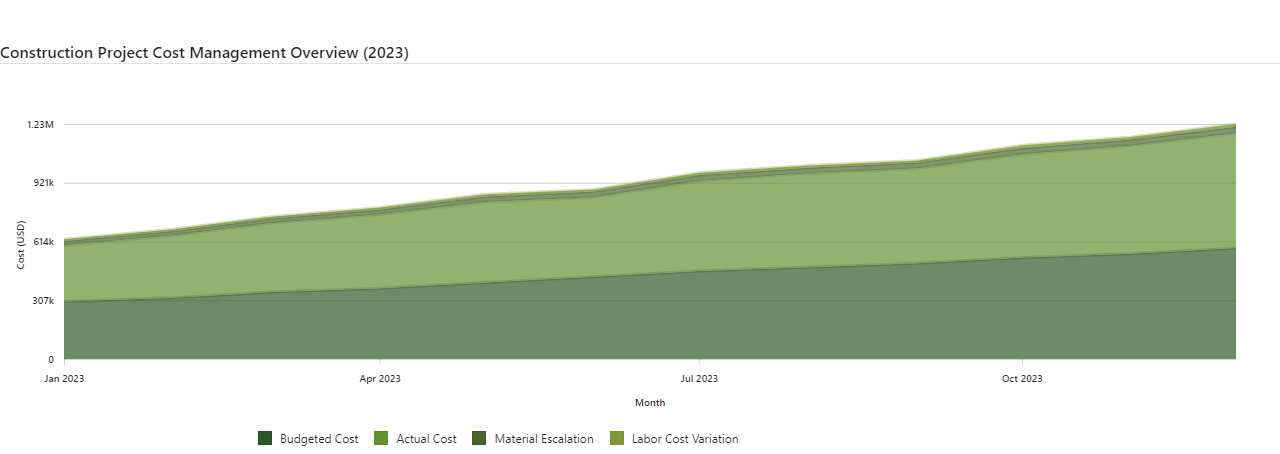 Construction Project Cost Management Overview (2023)
1.23M
921k
614k
307k
0
Cost (USD)
Jan 2023
Apr 2023
Jul 2023
Oct 2023
Month
Budgeted Cost
Actual Cost
Material Escalation
Labor Cost Variation